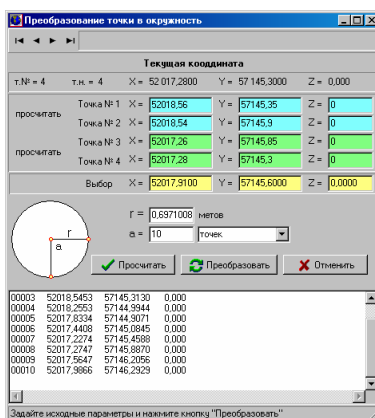 Преобразование точки в окружность
Текущая коодината
т.№ = 4 т.н. = 4 X = 52 017,2800 Y = 57 145,3000 Z = 0,000
просчитать
Точка № 1 X = 52018,56 Y = 57145,35 Z = 0
Точка № 2 X = 52018,54 Y = 57145,9 Z = 0
просчитать
Точка № 3 X = 52017,26 Y = 57145,85 Z = 0
Точка № 4 X = 52017,28 Y = 57145,3 Z = 0
Выбор X = 52017,9100 Y = 57145,6000 Z = 0,0000
r = 0,6971008 метов
a = 10 точек
r
a
Просчитать Преобразовать Отменить
00003 52018,5453 57145,3130 0,000
00004 52018,2553 57144,9944 0,000
00005 52017,8334 57144,9071 0,000
00006 52017,4408 57145,0845 0,000
00007 52017,2274 57145,4588 0,000
00008 52017,2747 57145,8870 0,000
00009 52017,5647 57146,2056 0,000
00010 52017,9866 57146,2929 0,000
Задайте исходные параметры и нажмите кнопку "Преобразовать"